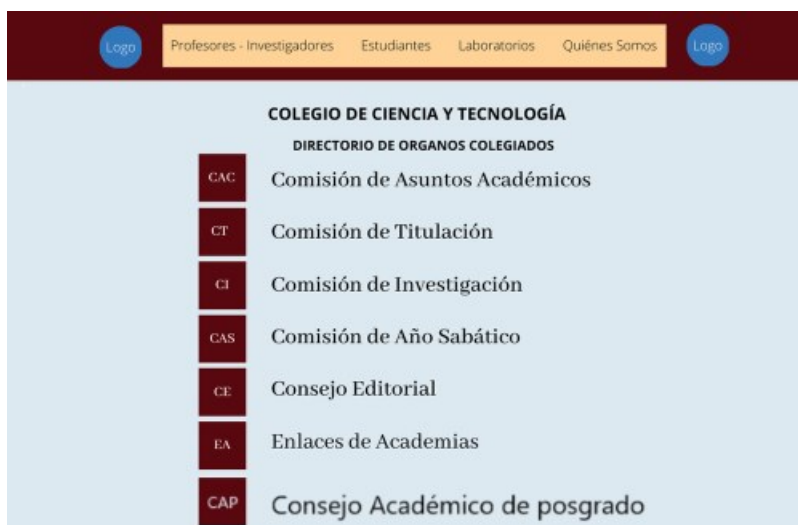 Logo Profesores - Investigadores Estudiantes Laboratorios Quiénes Somos Logo
COLEGIO DE CIENCIA Y TECNOLOGÍA
DIRECTORIO DE ORGANOS COLEGIADOS
CAC Comisión de Asuntos Académicos
CT Comisión de Titulación
CI Comisión de Investigación
CAS Comisión de Año Sabático
CE Consejo Editorial
EA Enlaces de Academias
CAP Consejo Académico de posgrado